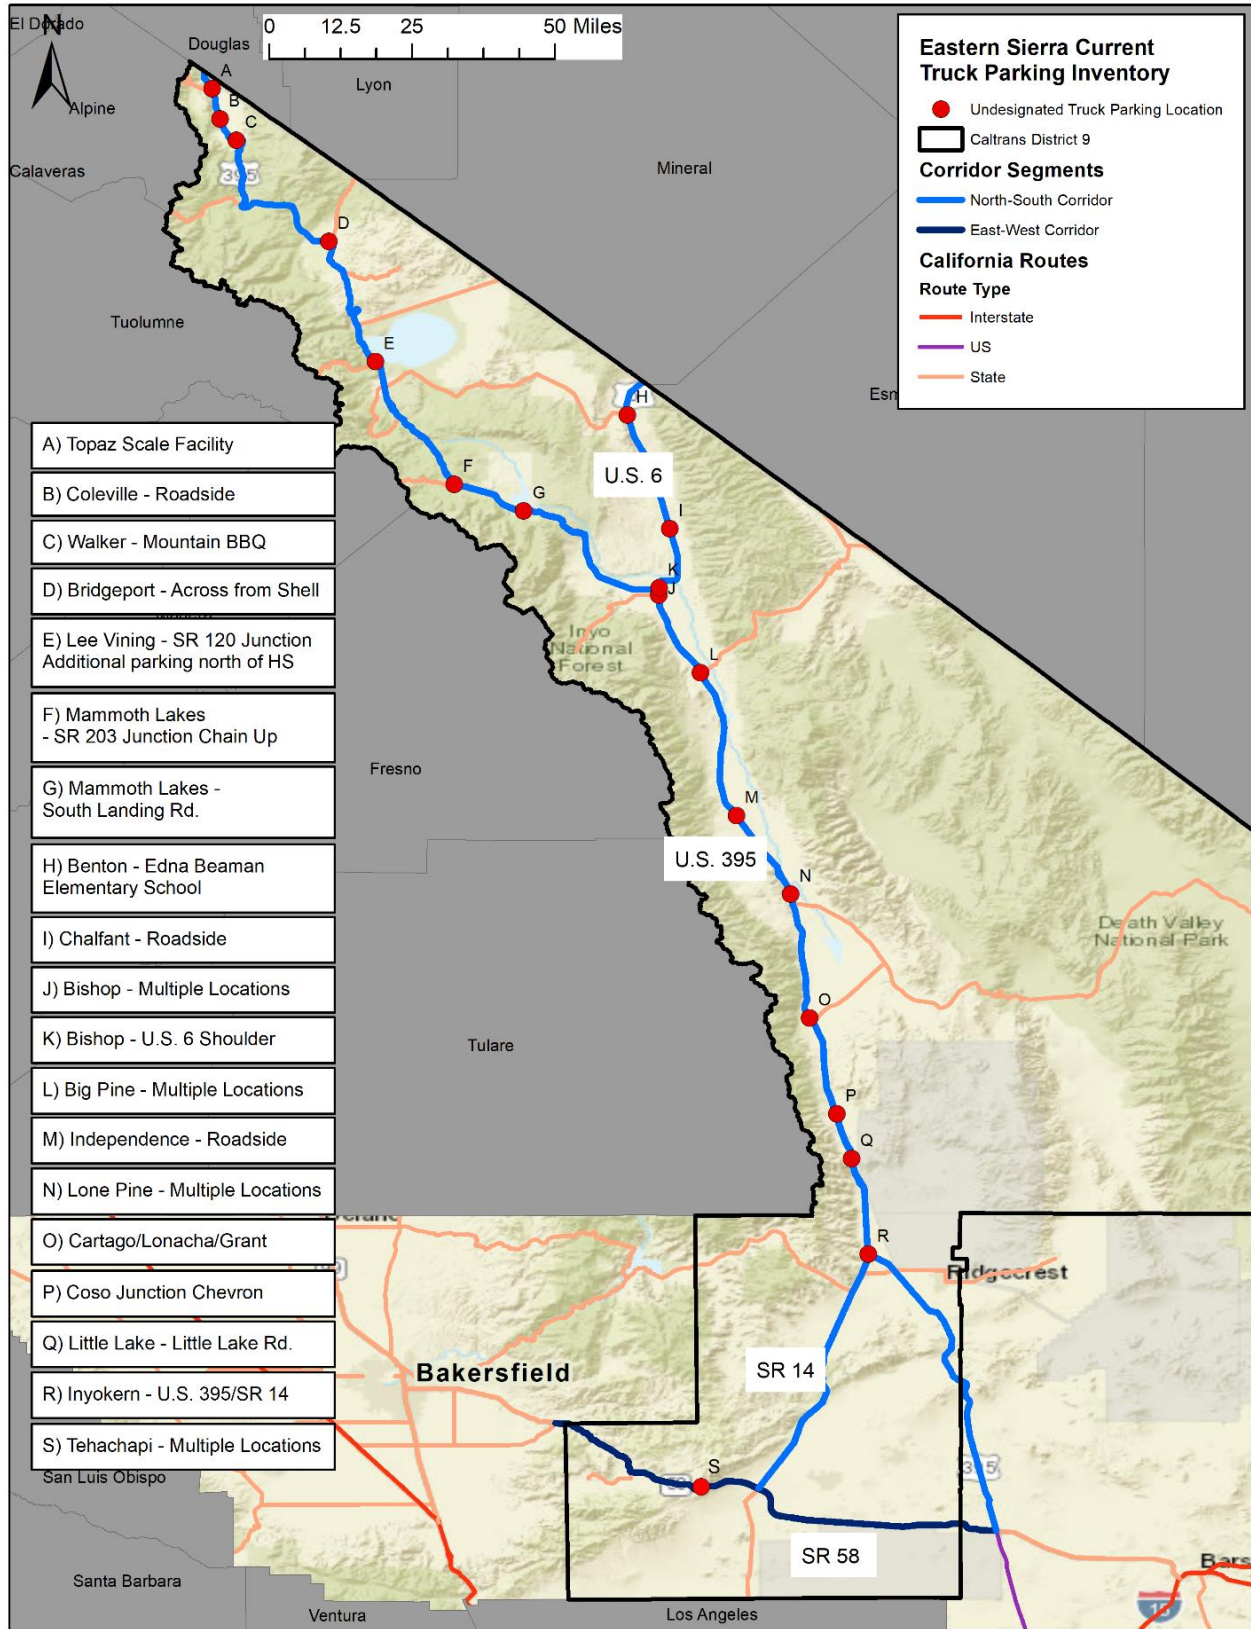 El Dorado
N
Douglas
0 12.5 25 50 Miles
Lyon
Alpine
Calaveras
Mineral
Tuolumne
Fresno
Tulare
San Luis Obispo
Santa Barbara
Ventura
Los Angeles
Eastern Sierra Current
Truck Parking Inventory
Undesignated Truck Parking Location
Caltrans District 9
Corridor Segments
North-South Corridor
East-West Corridor
California Routes
Route Type
Interstate
US
State
A
B
C
395
D
E
F
G
H
U.S. 6
I
K
J
Inyo
National
Forest
L
M
U.S. 395
N
Death Valley
National Park
O
P
Q
R
Ridgecrest
Bakersfield
SR 14
S
395
SR 58
15
A) Topaz Scale Facility
B) Coleville - Roadside
C) Walker - Mountain BBQ
D) Bridgeport - Across from Shell
E) Lee Vining - SR 120 Junction
Additional parking north of HS
F) Mammoth Lakes
- SR 203 Junction Chain Up
G) Mammoth Lakes -
South Landing Rd.
H) Benton - Edna Beaman
Elementary School
I) Chalfant - Roadside
J) Bishop - Multiple Locations
K) Bishop - U.S. 6 Shoulder
L) Big Pine - Multiple Locations
M) Independence - Roadside
N) Lone Pine - Multiple Locations
O) Cartago/Lonacha/Grant
P) Coso Junction Chevron
Q) Little Lake - Little Lake Rd.
R) Inyokern - U.S. 395/SR 14
S) Tehachapi - Multiple Locations